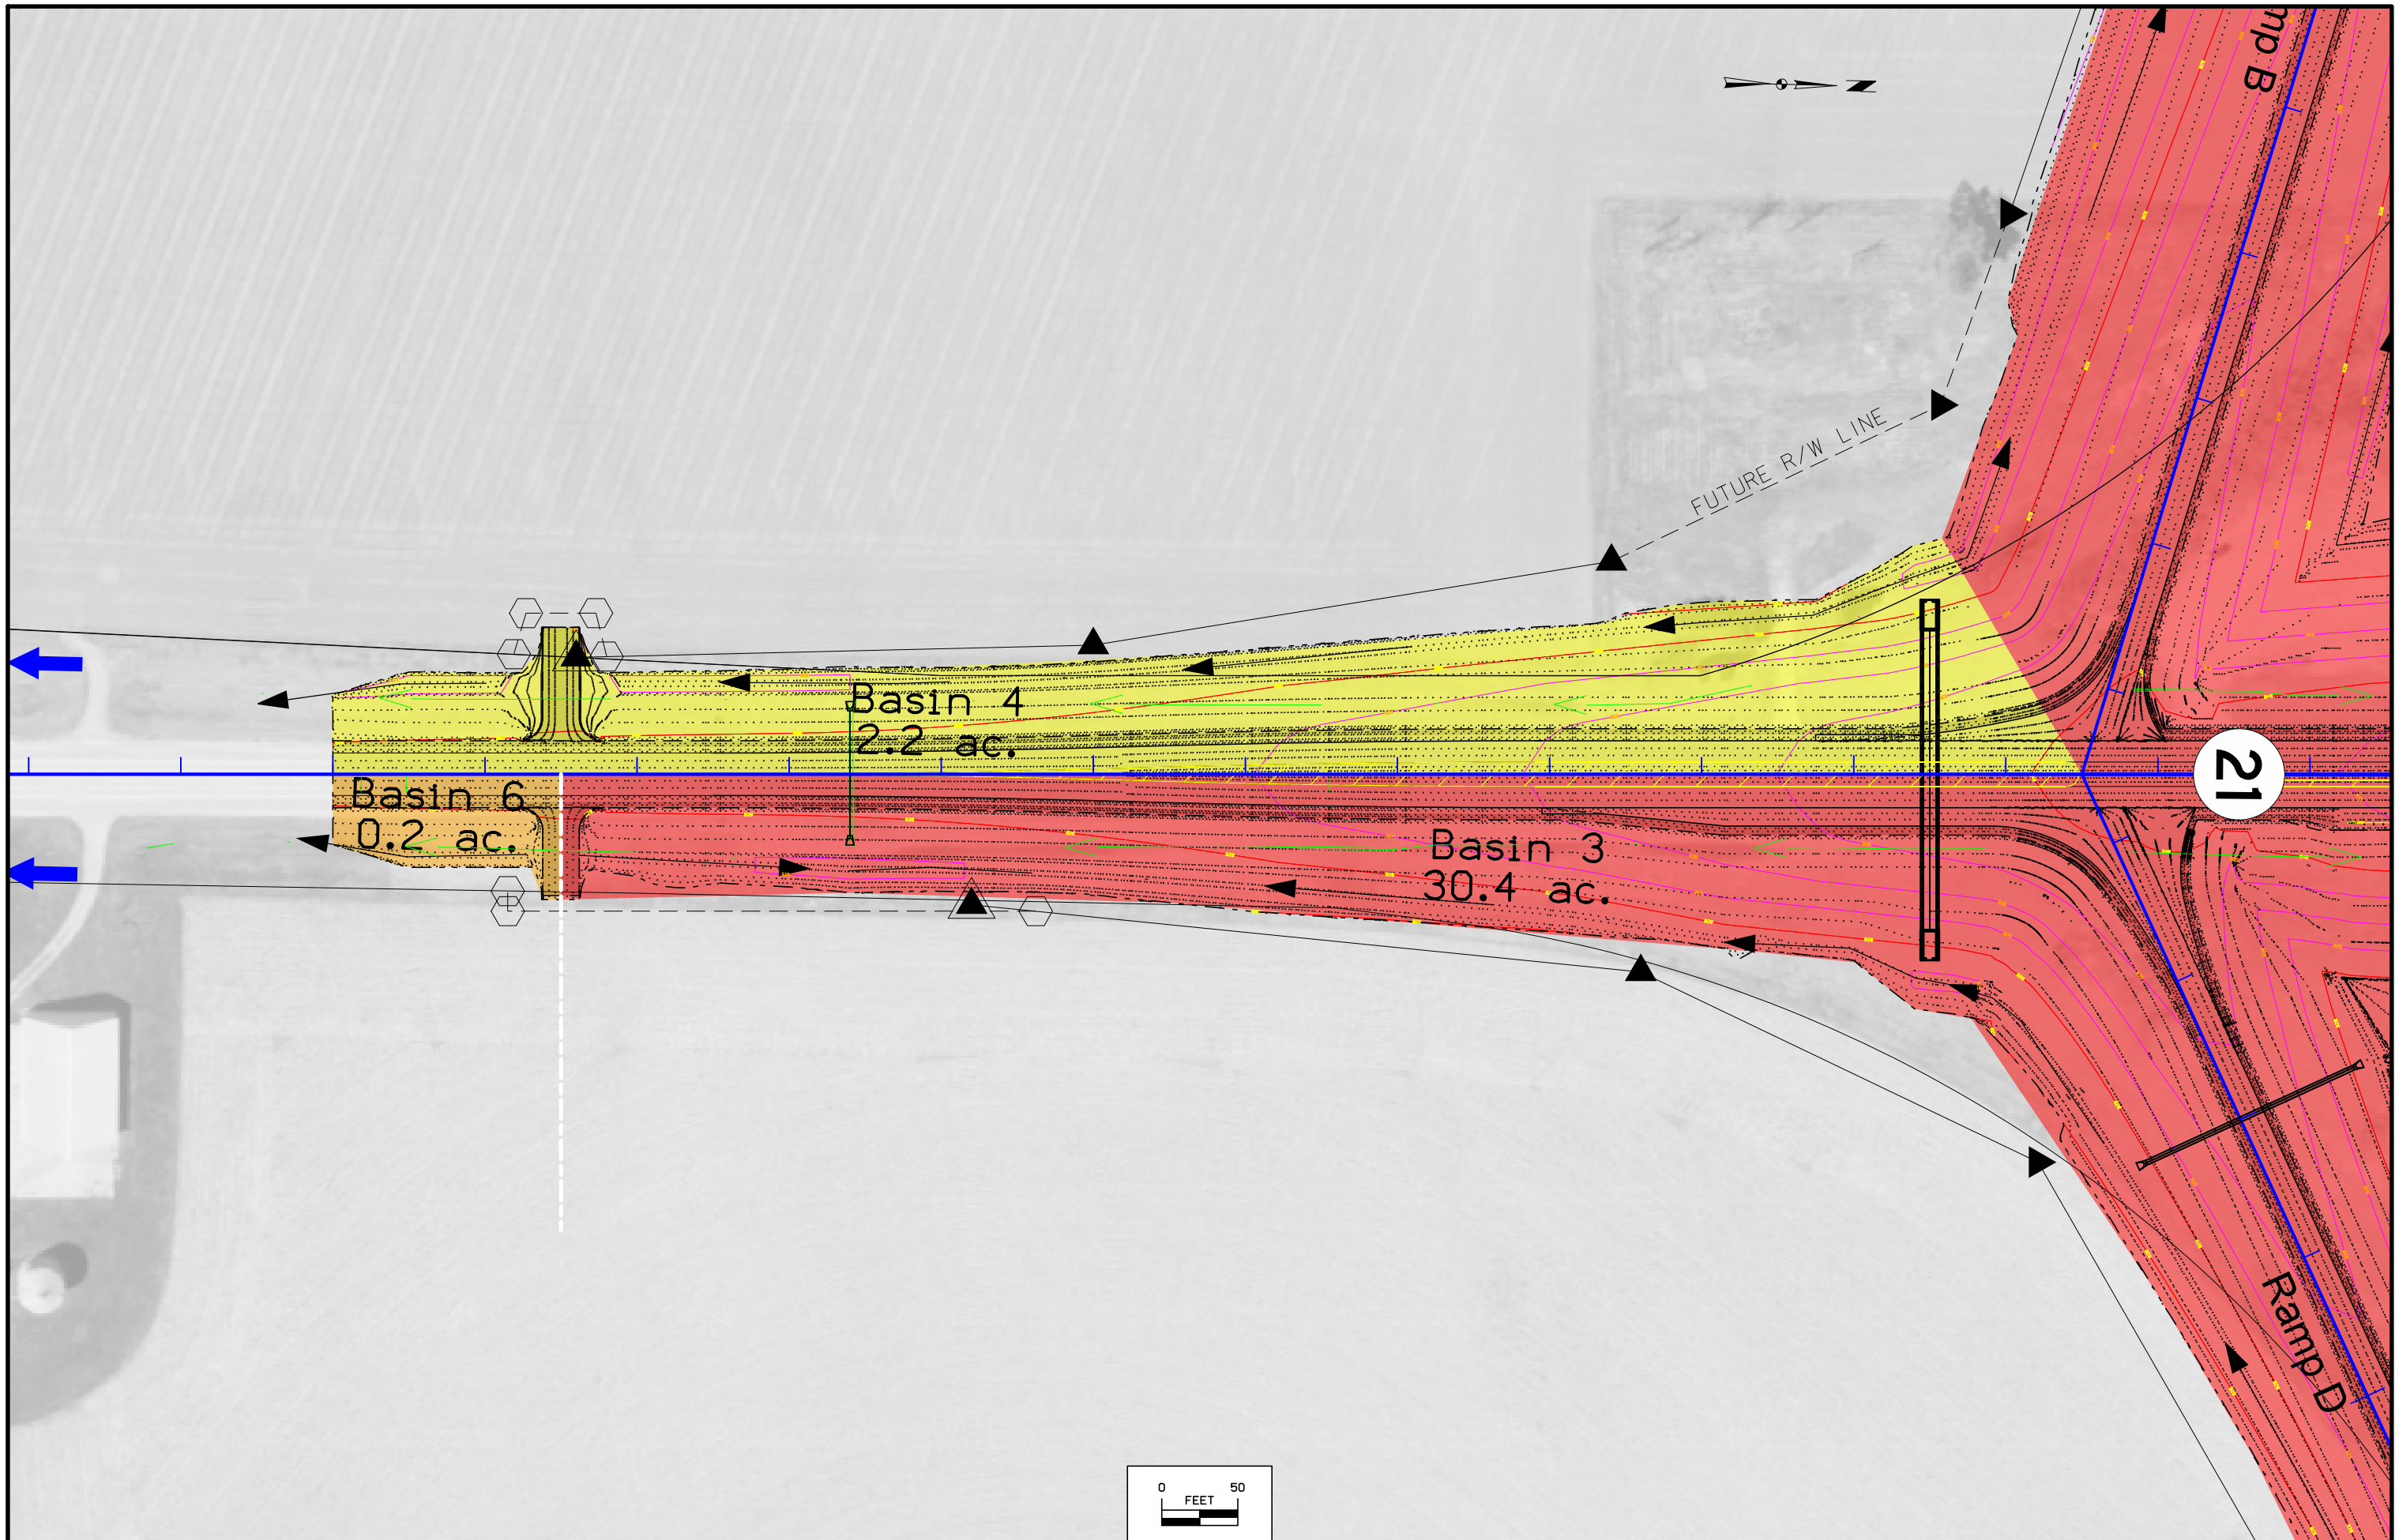 mp B
N
FUTURE R/W LINE
Basin 4
2.2 ac.
21
Basin 6
0.2 ac.
Basin 3
30.4 ac.
Ramp D
0 50
FEET